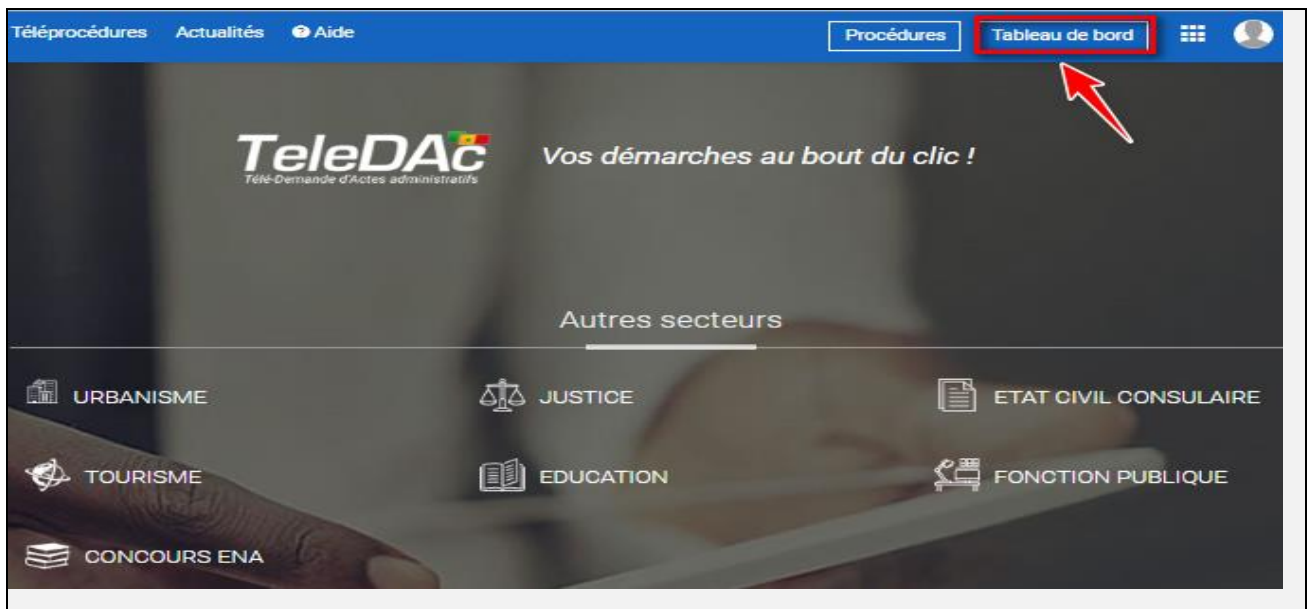 Téléprocédures Actualités Aide Procédures Tableau de bord
TeleDAc Vos démarches au bout du clic !
Télé-Demande d'Actes administratifs
Autres secteurs
URBANISME JUSTICE ETAT CIVIL CONSULAIRE
TOURISME EDUCATION FONCTION PUBLIQUE
CONCOURS ENA